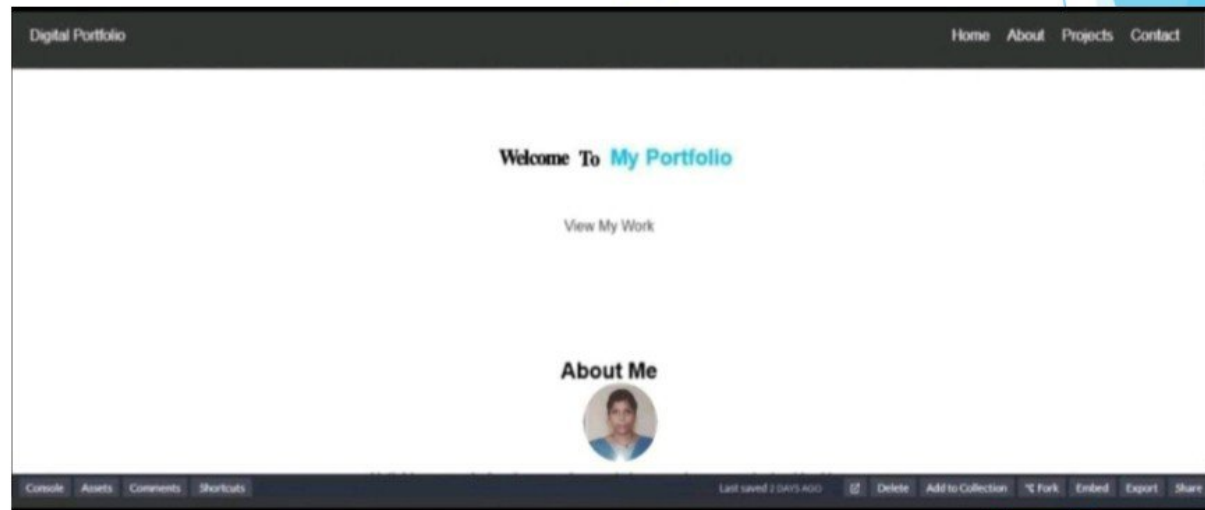 Digital Portfolio Home About Projects Contact
Welcome To My Portfolio
View My Work
About Me
Console Assets Comments Shortcuts Last saved 2 DAYS AGO Delete Add to Collection Fork Embed Export Share